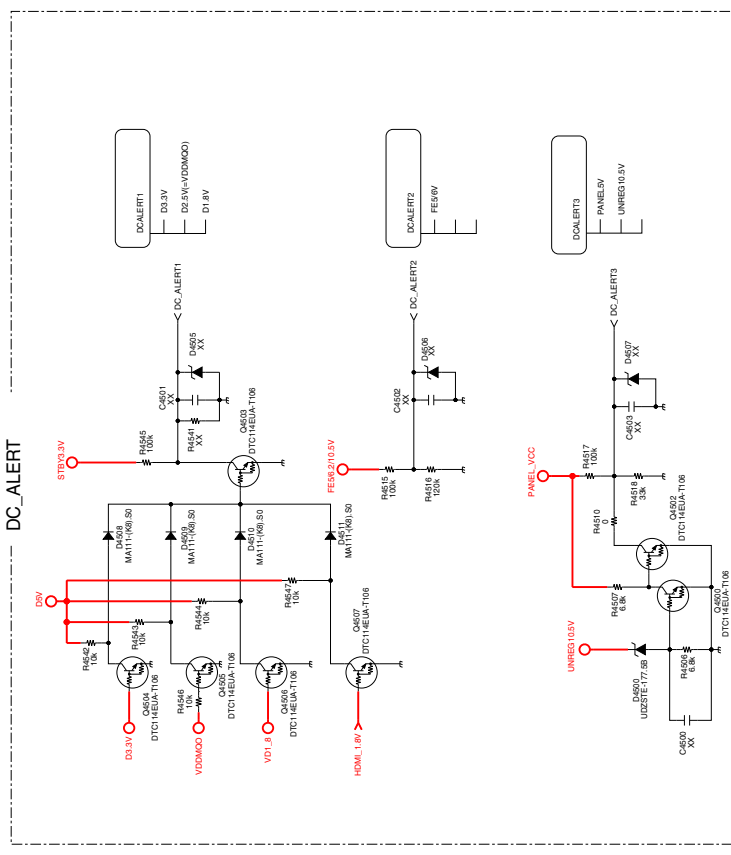 DC_ALERT
DCALERT1
D3.3V
D2.5V(=VDDMQO)
D1.8V
DC_ALERT1
D4505
XX
C4501
XX
R4541
XX
Q4503
DTC114EUA-T106
STBY3.3V
R4545
100k
D4508
MA111-(K8).S0
D4509
MA111-(K8).S0
D4510
MA111-(K8).S0
D4511
MA111-(K8).S0
D5V
R4542
10k
R4543
10k
R4544
10k
R4547
10k
Q4504
DTC114EUA-T106
R4546
10k
Q4505
DTC114EUA-T106
Q4506
DTC114EUA-T106
Q4507
DTC114EUA-T106
D3.3V
VDDMQO
VD1_8
HDMI_1.8V
DCALERT2
FE5/6V
DC_ALERT2
D4506
XX
C4502
XX
FE5/6.2/10.5V
R4515
100k
R4516
120k
DCALERT3
PANEL5V
UNREG10.5V
DC_ALERT3
D4507
XX
C4503
XX
PANEL_VCC
R4517
100k
R4518
33k
R4510
0
Q4502
DTC114EUA-T106
R4507
6.8k
Q4500
DTC114EUA-T106
UNREG10.5V
D4500
UDZSTE-177.5B
R4506
6.8k
C4500
XX